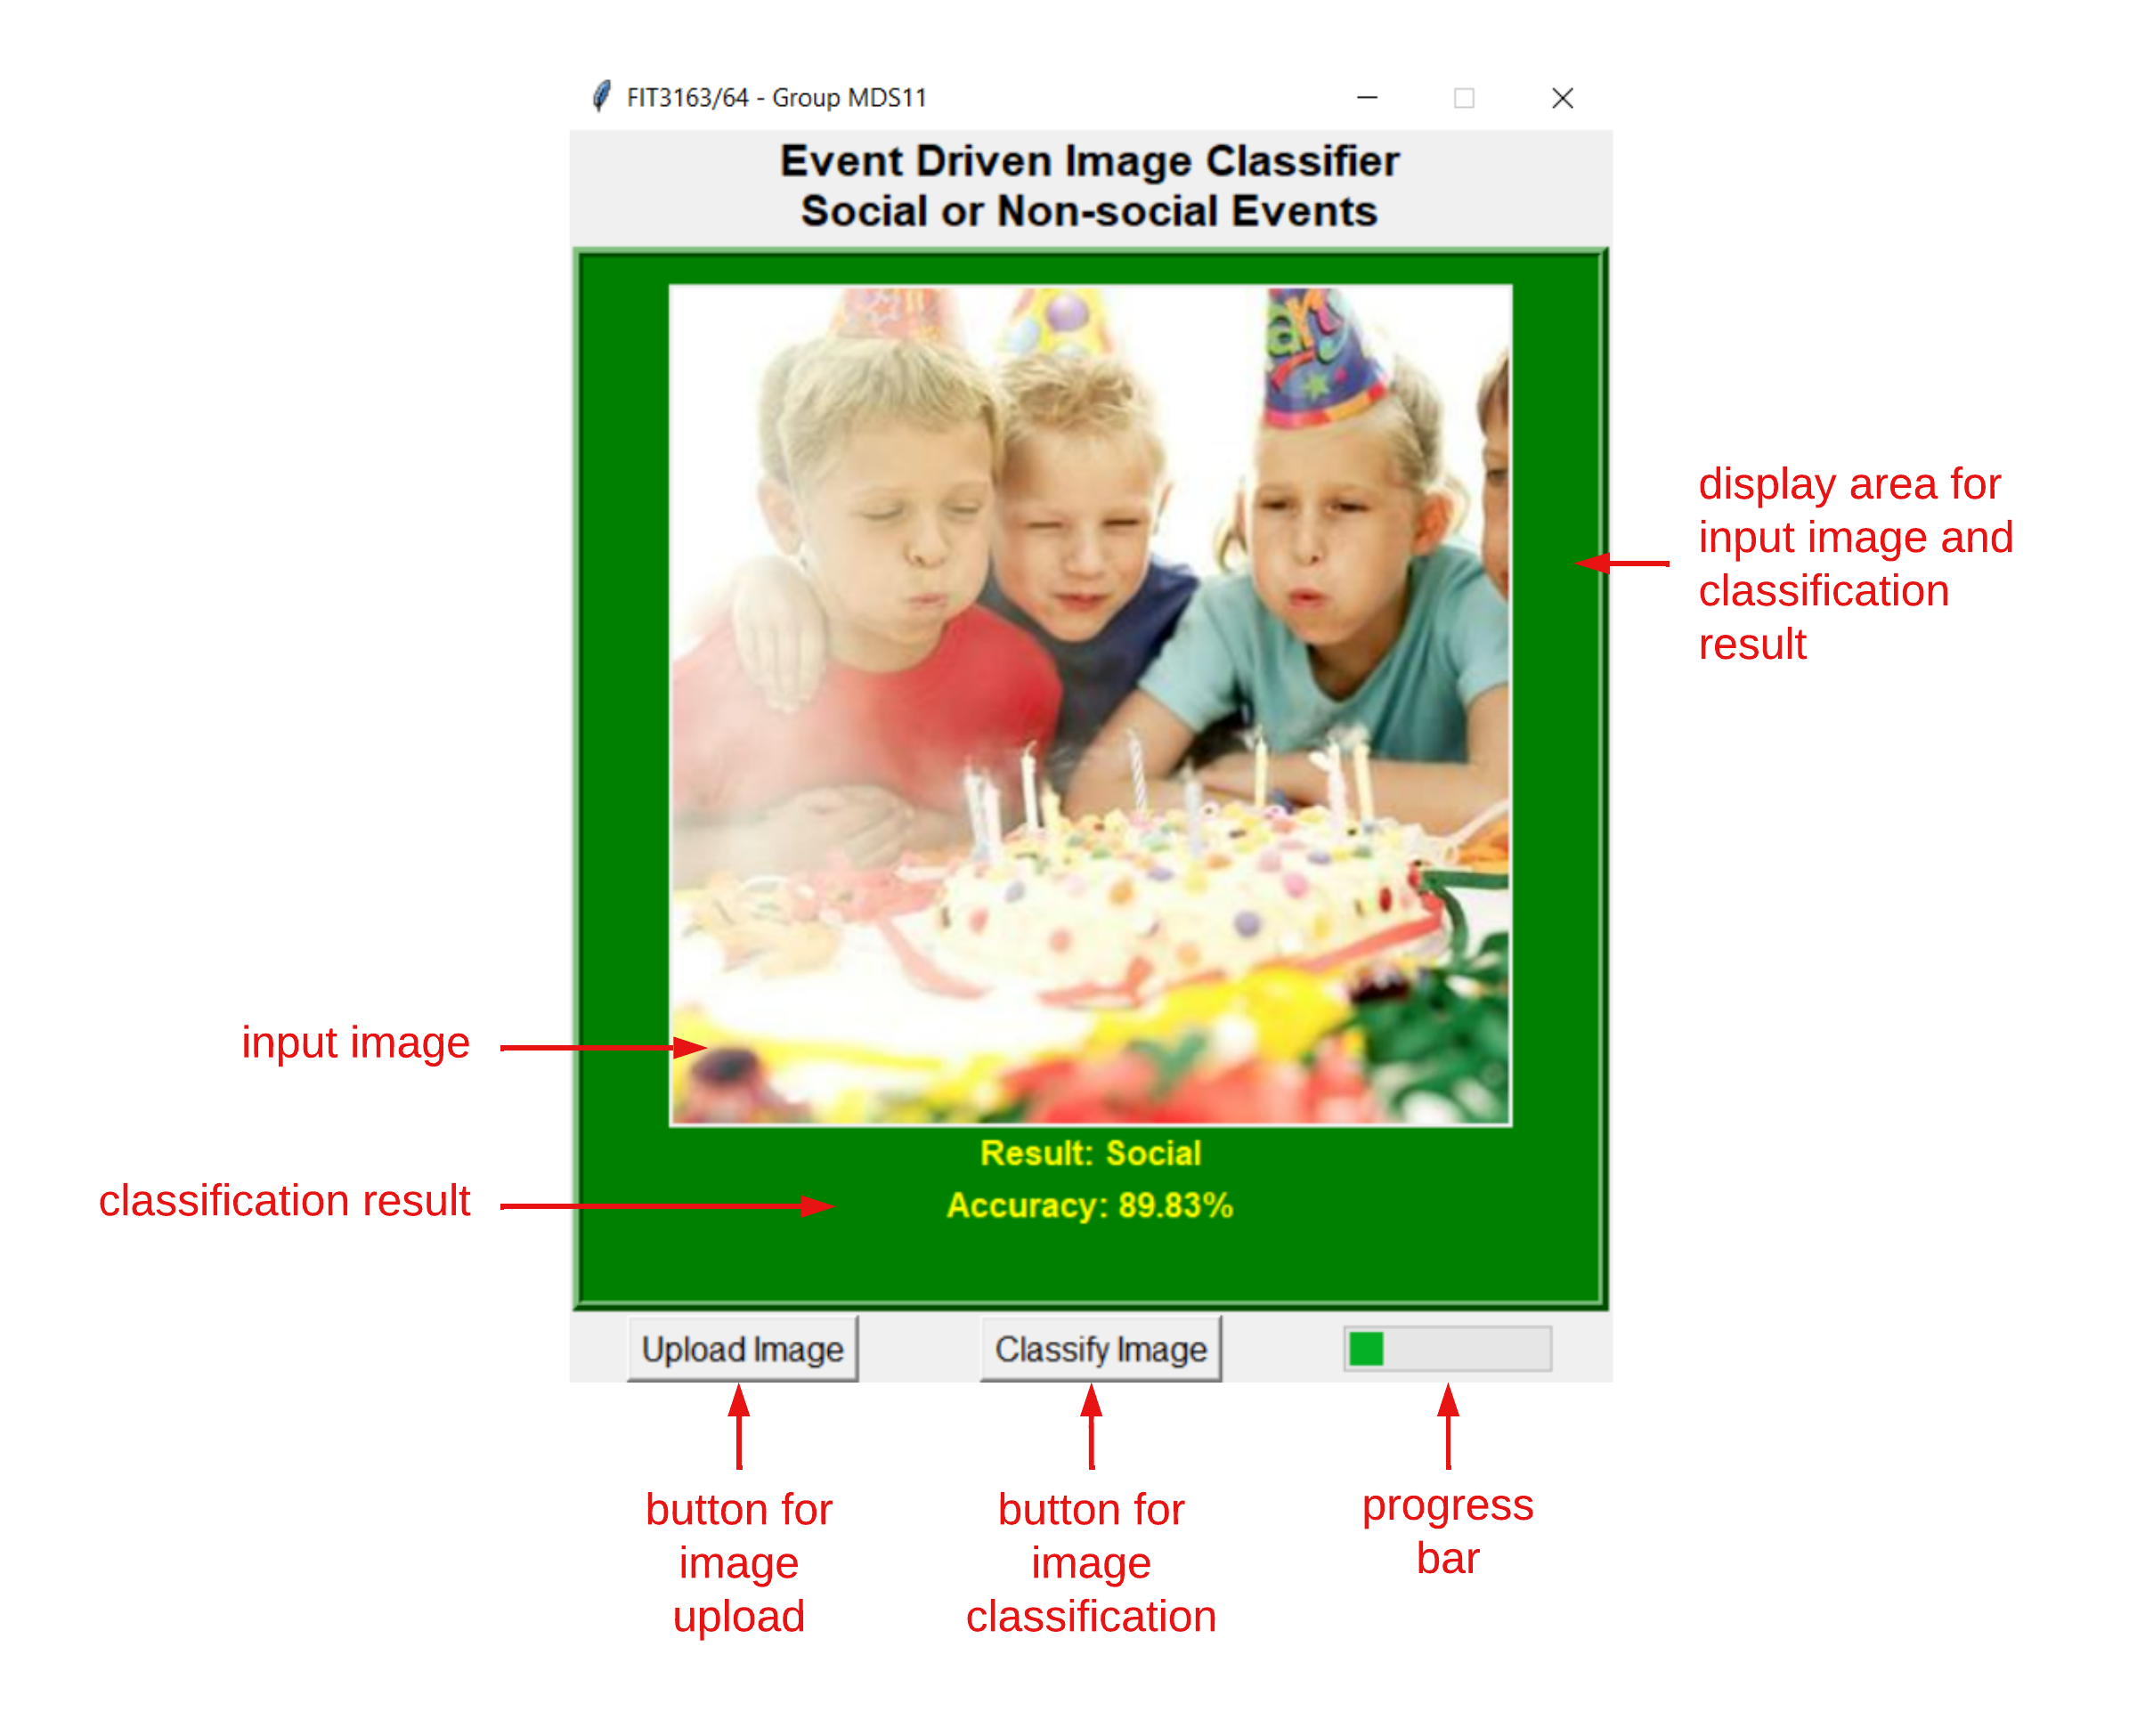 FIT3163/64 - Group MDS11
Event Driven Image Classifier
Social or Non-social Events
display area for
input image and
classification
result
input image
Result: Social
classification result
Accuracy: 89.83%
Upload Image
Classify Image
button for
image
upload
button for
image
classification
progress
bar